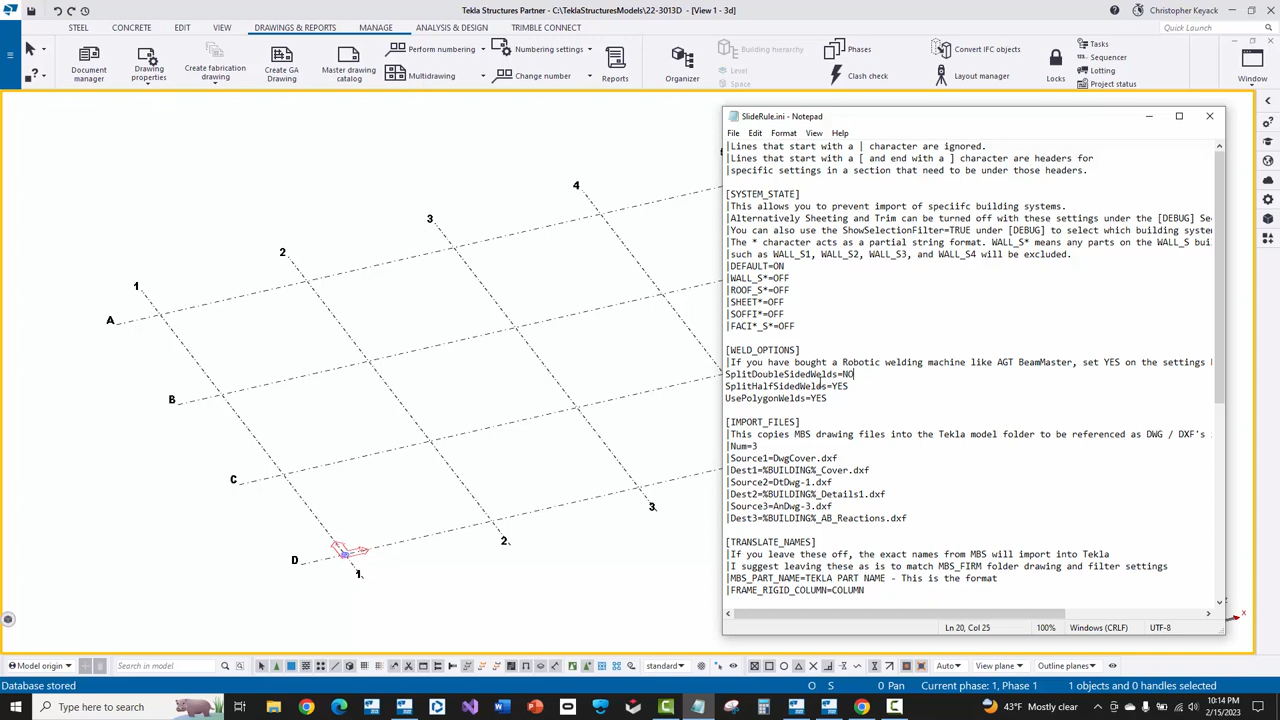 Tekla Structures Partner - C:\TeklaStructuresModels\22-3013D - [View 1 - 3d]
Christopher Keyack
STEEL CONCRETE EDIT VIEW DRAWINGS & REPORTS MANAGE ANALYSIS & DESIGN TRIMBLE CONNECT
Quick Launch
Document manager
Drawing properties
Create fabrication drawing
Create GA Drawing
Master drawing catalog
Perform numbering
Multidrawing
Numbering settings
Change number
Reports
Organizer
Building hierarchy
Level
Space
Phases
Clash check
Convert IFC objects
Layout manager
Locks
Tasks
Sequencer
Lotting
Project status
Window
SlideRule.ini - Notepad
File Edit Format View Help
|Lines that start with a | character are ignored.
|Lines that start with a [ and end with a ] character are headers for
|specific settings in a section that need to be under those headers.
[SYSTEM_STATE]
|This allows you to prevent import of speciifc building systems.
|Alternatively Sheeting and Trim can be turned off with these settings under the [DEBUG] Sec
|You can also use the ShowSelectionFilter=TRUE under [DEBUG] to select which building system
|The * character acts as a partial string format. WALL_S* means any parts on the WALL_S bui
|such as WALL_S1, WALL_S2, WALL_S3, and WALL_S4 will be excluded.
DEFAULT=ON
WALL_S*=OFF
ROOF_S*=OFF
SHEET*=OFF
SOFFI*=OFF
FACI*_S*=OFF
[WELD_OPTIONS]
|If you have bought a Robotic welding machine like AGT BeamMaster, set YES on the settings
SplitDoubleSidedWelds=NO
SplitHalfSidedWelds=YES
UsePolygonWelds=YES
[IMPORT_FILES]
|This copies MBS drawing files into the Tekla model folder to be referenced as DWG / DXF's
|Num=3
|Source1=DwgCover.dxf
|Dest1=%BUILDING%_Cover.dxf
|Source2=DtDwg-1.dxf
|Dest2=%BUILDING%_Details1.dxf
|Source3=AnDwg-3.dxf
|Dest3=%BUILDING%_AB_Reactions.dxf
[TRANSLATE_NAMES]
|If you leave these off, the exact names from MBS will import into Tekla
|I suggest leaving these as is to match MBS_FIRM folder drawing and filter settings
|MBS_PART_NAME=TEKLA PART NAME - This is the format
|FRAME_RIGID_COLUMN=COLUMN
Ln 20, Col 25 100% Windows (CRLF) UTF-8
4
3
2
1
A
B
C
3
2
D
1
x
Model origin Search in model standard Auto View plane Outline planes
Database stored O S 0 Pan Current phase: 1, Phase 1 1 objects and 0 handles selected
Type here to search 43°F Mostly clear 10:14 PM
2/15/2023